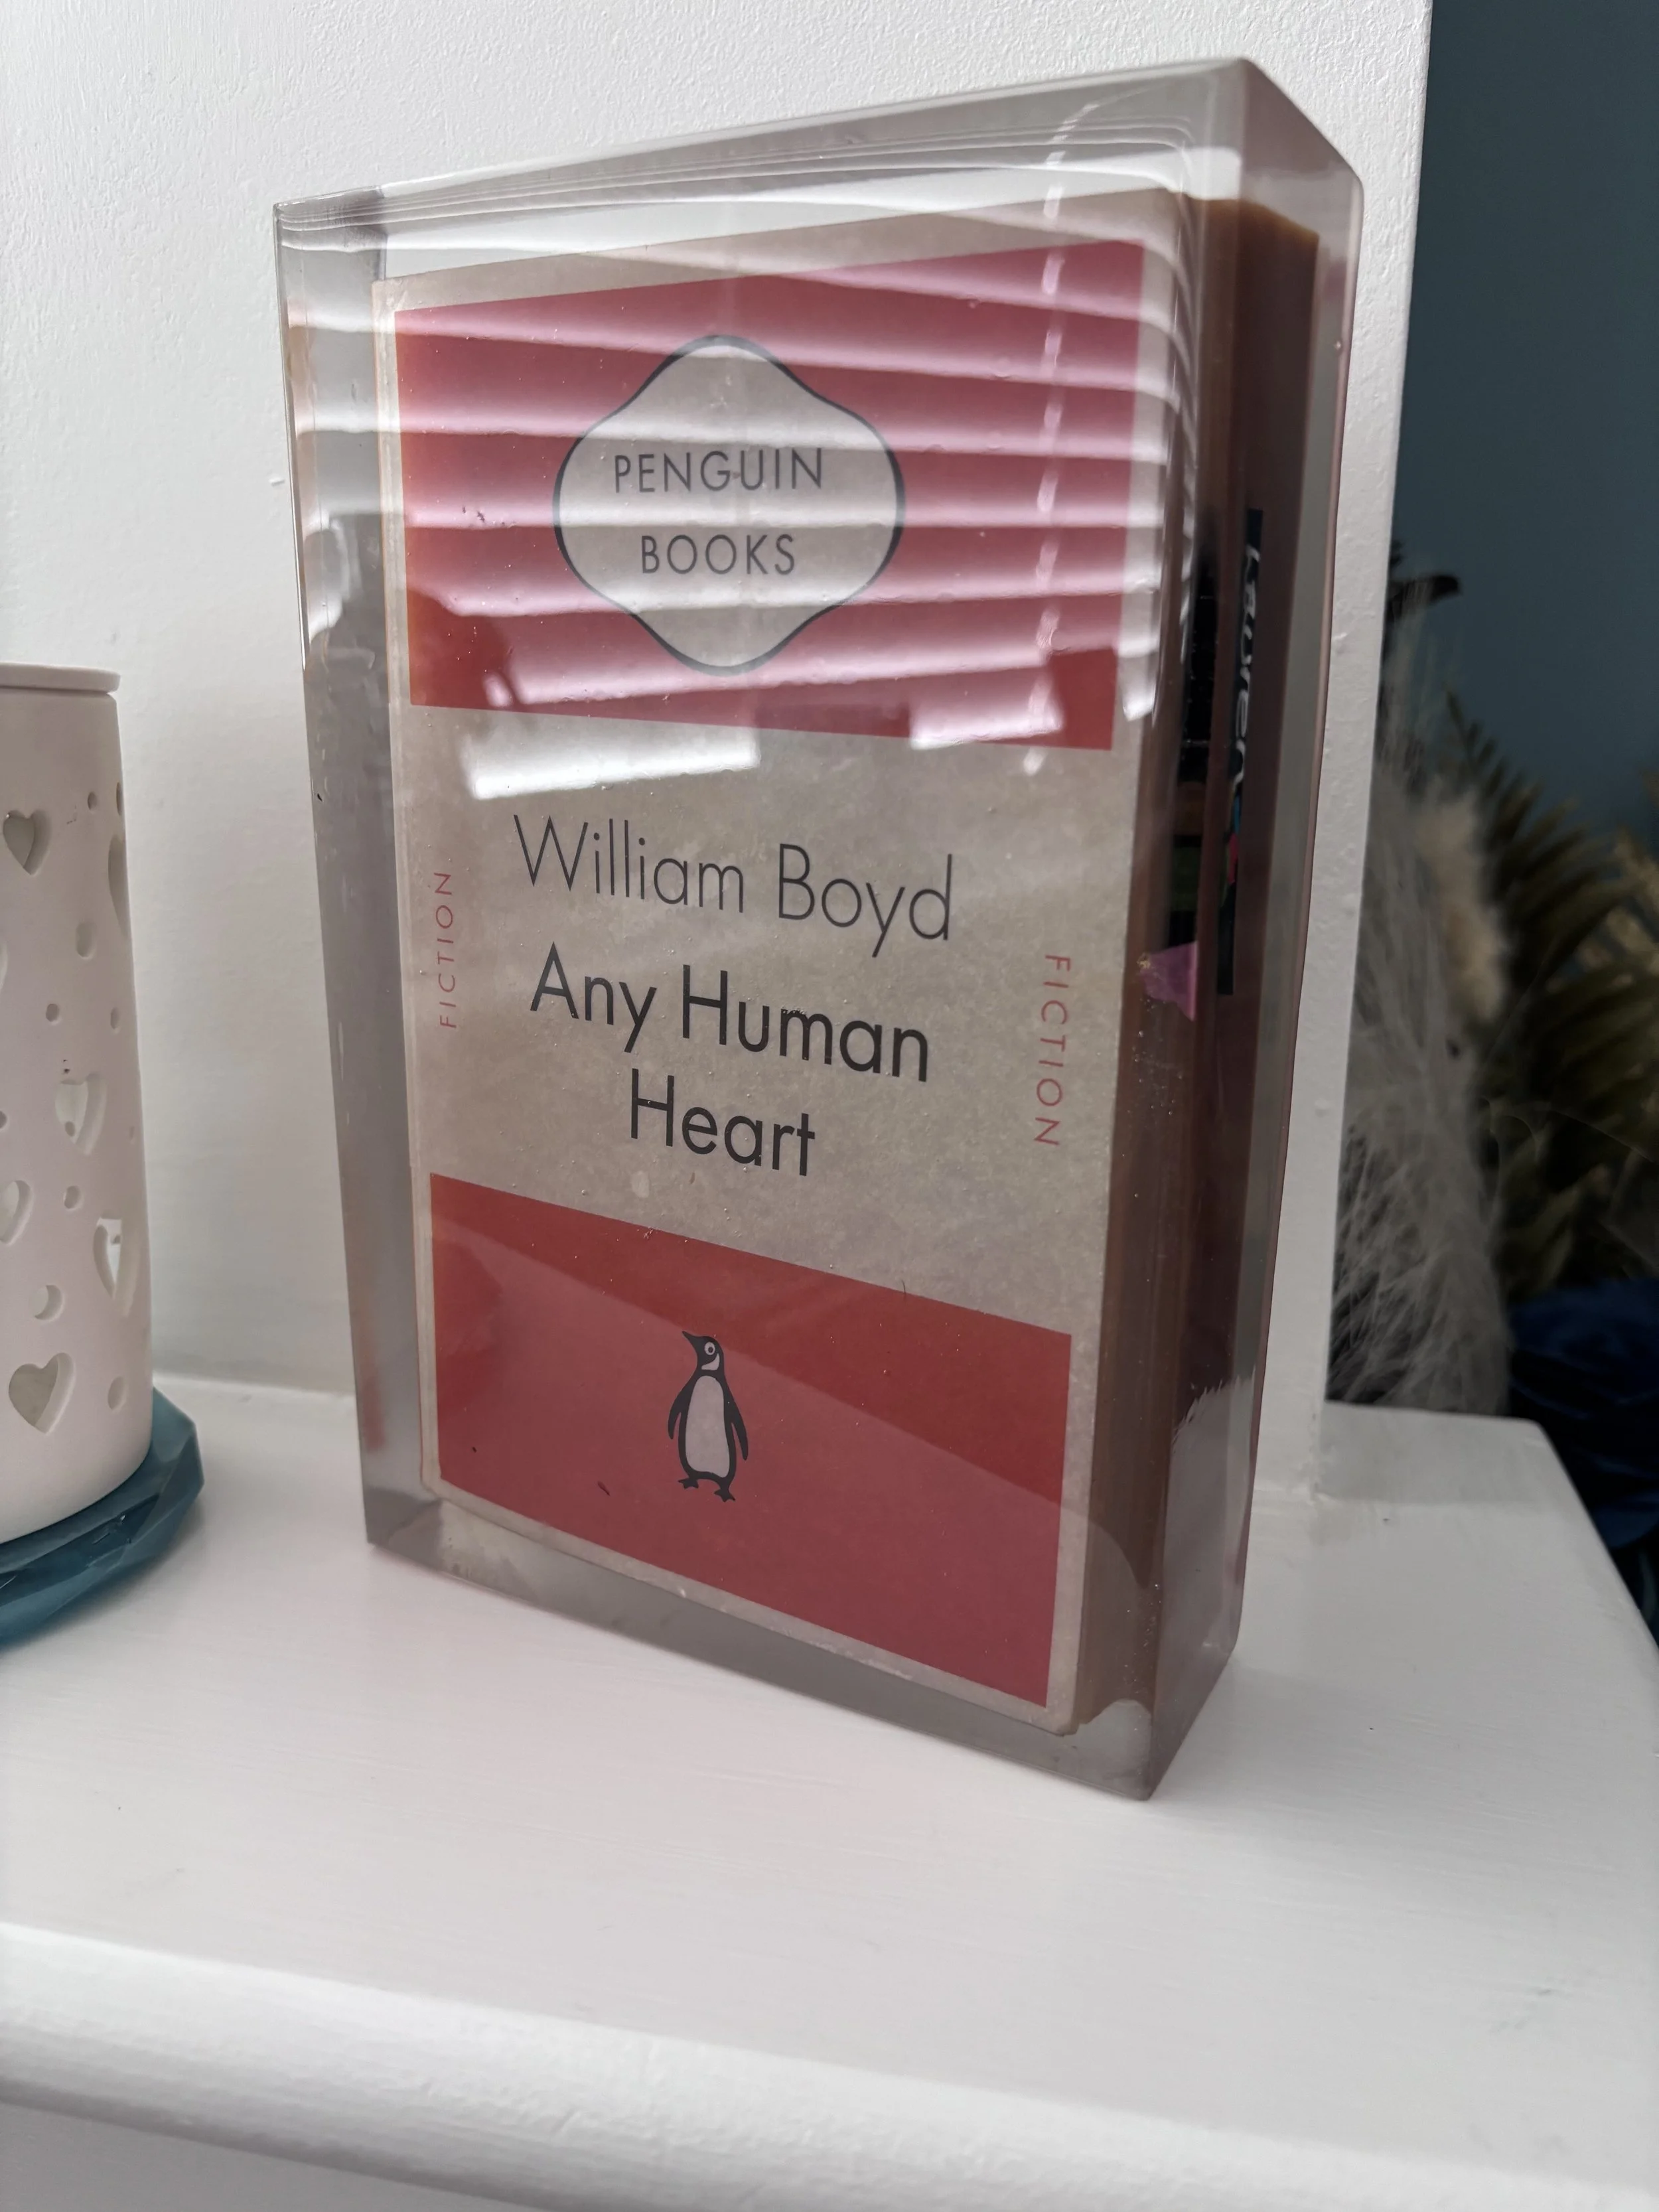 PENGUIN
BOOKS
William Boyd
Any Human
Heart
FICTION
FICTION